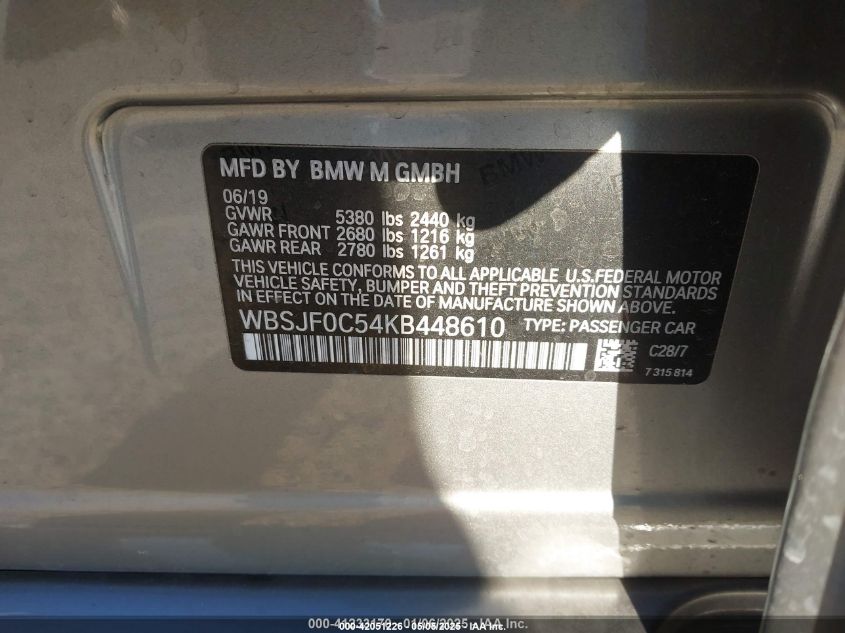 MFD BY BMW M GMBH
06/19
GVWR 5380 lbs 2440 kg
GAWR FRONT 2680 lbs 1216 kg
GAWR REAR 2780 lbs 1261 kg
THIS VEHICLE CONFORMS TO ALL APPLICABLE U.S.FEDERAL MOTOR
VEHICLE SAFETY, BUMPER AND THEFT PREVENTION STANDARDS
IN EFFECT ON THE DATE OF MANUFACTURE SHOWN ABOVE.
WBSJF0C54KB448610 TYPE: PASSENGER CAR
C28/7
7 315 814